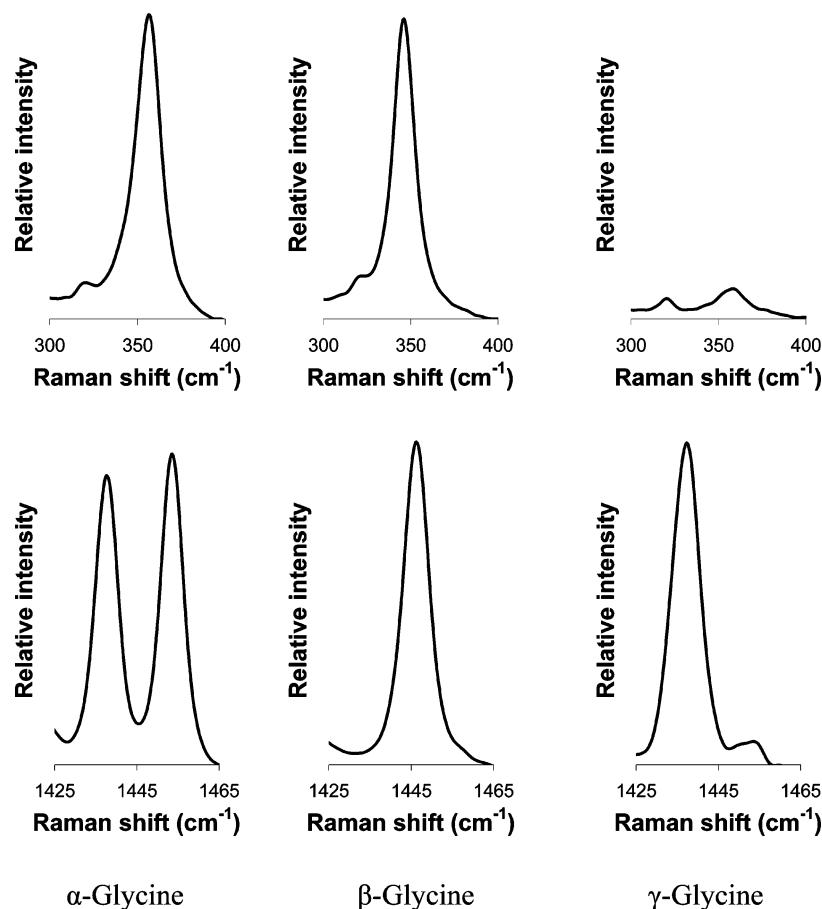 Relative intensity
300 350 400
Raman shift (cm-1)
Relative intensity
300 350 400
Raman shift (cm-1)
Relative intensity
300 350 400
Raman shift (cm-1)
Relative intensity
1425 1445 1465
Raman shift (cm-1)
Relative intensity
1425 1445 1465
Raman shift (cm-1)
Relative intensity
1425 1445 1465
Raman shift (cm-1)
α-Glycine
β-Glycine
γ-Glycine